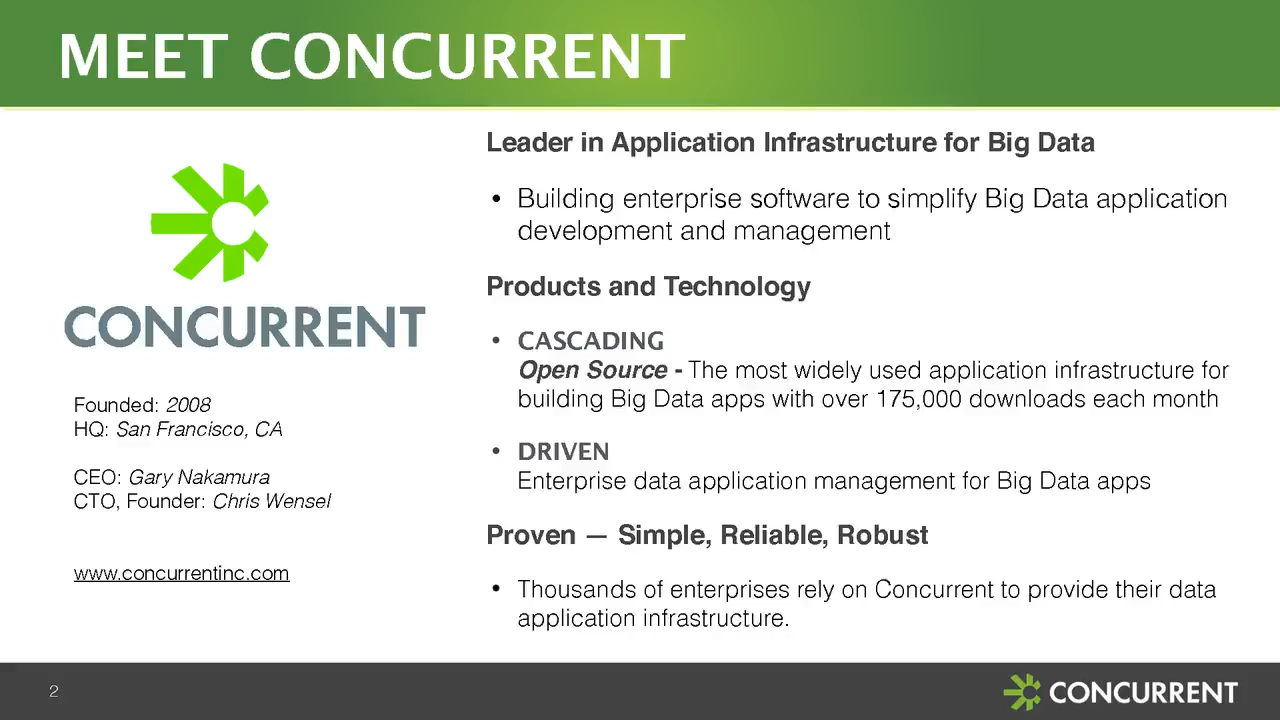 MEET CONCURRENT
CONCURRENT
Founded: 2008
HQ: San Francisco, CA
CEO: Gary Nakamura
CTO, Founder: Chris Wensel
www.concurrentinc.com
Leader in Application Infrastructure for Big Data
• Building enterprise software to simplify Big Data application
development and management
Products and Technology
• CASCADING
Open Source - The most widely used application infrastructure for
building Big Data apps with over 175,000 downloads each month
• DRIVEN
Enterprise data application management for Big Data apps
Proven — Simple, Reliable, Robust
• Thousands of enterprises rely on Concurrent to provide their data
application infrastructure.
2
CONCURRENT